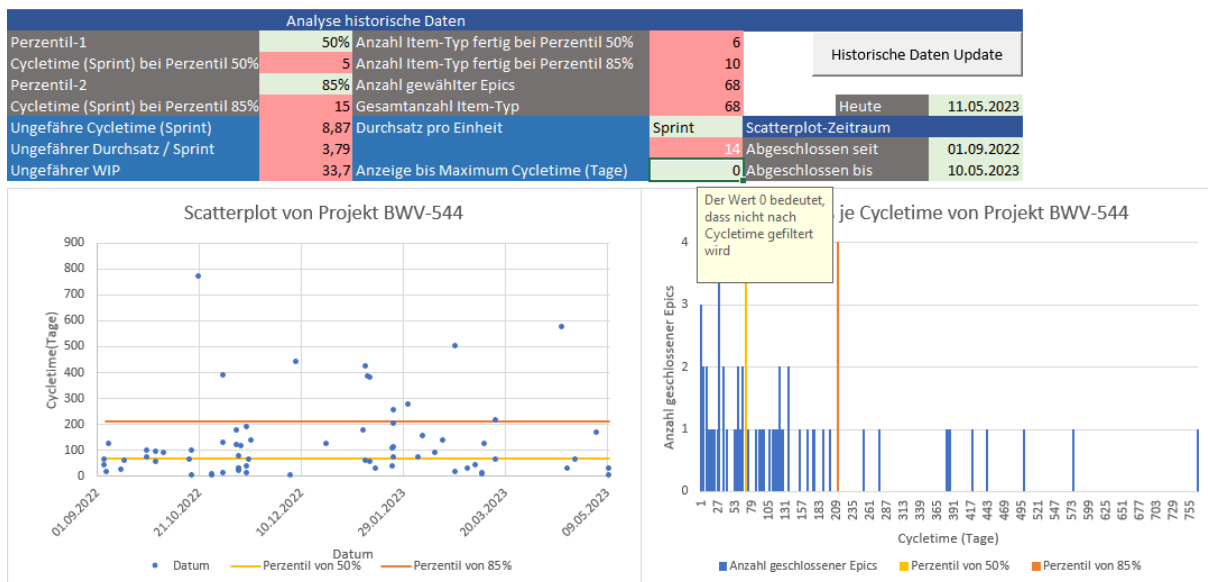 Analyse historische Daten
Perzentil-1 50% Anzahl Item-Typ fertig bei Perzentil 50% 6
Cycletime (Sprint) bei Perzentil 50% 5 Anzahl Item-Typ fertig bei Perzentil 85% 10
Historische Daten Update
Perzentil-2 85% Anzahl gewählter Epics 68
Cycletime (Sprint) bei Perzentil 85% 15 Gesamtanzahl Item-Typ 68 Heute 11.05.2023
Ungefähre Cycletime (Sprint) 8,87 Durchsatz pro Einheit Sprint Scatterplot-Zeitraum
Ungefährer Durchsatz / Sprint 3,79 14 Abgeschlossen seit 01.09.2022
Ungefährer WIP 33,7 Anzeige bis Maximum Cycletime (Tage) 0 Abgeschlossen bis 10.05.2023
Der Wert 0 bedeutet,
dass nicht nach
Cycletime gefiltert
wird
Scatterplot von Projekt BWV-544
900
800
700
600
500
400
300
200
100
0
Cycletime(Tage)
01.09.2022 21.10.2022 10.12.2022 29.01.2023 20.03.2023 09.05.2023
Datum
Datum Perzentil von 50% Perzentil von 85%
je Cycletime von Projekt BWV-544
4
3
2
1
0
Anzahl geschlossener Epics
1 27 53 79 105 131 157 183 209 235 261 287 313 339 365 391 417 443 469 495 521 547 573 599 625 651 677 703 729 755
Cycletime (Tage)
Anzahl geschlossener Epics Perzentil von 50% Perzentil von 85%